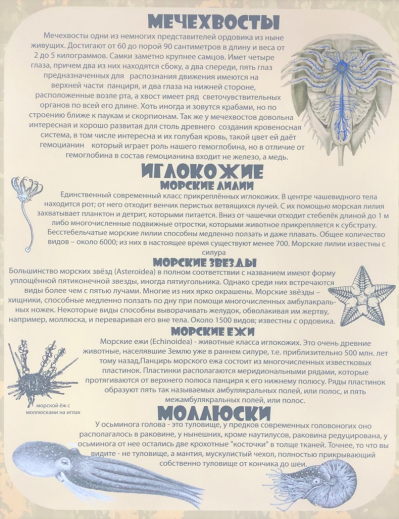 МЕЧЕХВОСТЫ
Мечехвосты одни из немногих представителей ордовика из ныне
живущих. Достигают от 60 до порой 90 сантиметров в длину и веса от
2 до 5 килограммов. Самки заметно крупнее самцов. Имет четыре
глаза, причем два из них находятся сбоку, а два спереди, пять глаз
предназначенных для распознания движения имеются на
верхней части панциря, и два глаза на нижней стороне,
расположенные возле рта, а хвост имеет ряд светочувствительных
органов по всей его длине. Хоть иногда и зовутся крабами, но по
строению ближе к паукам и скорпионам. Так же у мечехвостов довольна
интересная и хорошо развитая для столь древнего создания кровеносная
система, в том числе интересна и их голубая кровь, такой цвет ей даёт
гемоцианин который играл роль нашего гемоглобина, но в отличие от
гемоглобина в состав гемоцианина входит не железо, а медь.
ИГЛОКОЖИЕ
МОРСКИЕ ЛИЛИИ
Единственный современный класс прикреплённых иглокожих. В центре чашевидного тела
находится рот; от него отходит венчик перистых ветвящихся лучей. С их помощью морская лилия
захватывает планктон и детрит, которыми питается. Вниз от чашечки отходит стебелёк длиной до 1 м
либо многочисленные подвижные отростки, которыми животное прикрепляется к субстрату.
Бесстебельчатые морские лилии способны медленно ползать и даже плавать. Общее количество
видов – около 6000; из них в настоящее время существуют менее 700. Морские лилии известны с
силура
МОРСКИЕ ЗВЕЗДЫ
Большинство морских звёзд (Asteroidea) в полном соответствии с названием имеют форму
уплощённой пятиконечной звезды, иногда пятиугольника. Однако среди них встречаются
виды более чем с пятью лучами. Многие из них ярко окрашены. Морские звёзды –
хищники, способные медленно ползать по дну при помощи многочисленных амбулакраль-
ных ножек. Некоторые виды способны выворачивать желудок, обволакивая им жертву,
например, моллюска, и переваривая его вне тела. Около 1500 видов; известны с ордовика.
МОРСКИЕ ЕЖИ
Морские ежи (Echinoidea) - животные класса иглокожих. Это очень древние
животные, населявшие Землю уже в раннем силуре, т.е. приблизительно 500 млн. лет
тому назад.Панцирь морского ежа состоит из многочисленных известковых
пластинок. Пластинки располагаются меридиональными рядами, которые
протягиваются от верхнего полюса панциря к его нижнему полюсу. Ряды пластинок
образуют пять так называемых амбулакральных полей, или полос, и пять
межамбулакральных полей, или полос.
морской ёж с
моллюсками на иглах
МОЛЛЮСКИ
У осьминога голова - это туловище, у предков современных головоногих оно
располагалось в раковине, у нынешних, кроме наутилусов, раковина редуцирована, у
осьминога от нее остались две крохотные "косточки" в толще тканей. Точнее, то что вы
видите - не туловище, а мантия, мускулистый чехол, полностью прикрывающий
собственно туловище от кончика до шеи.